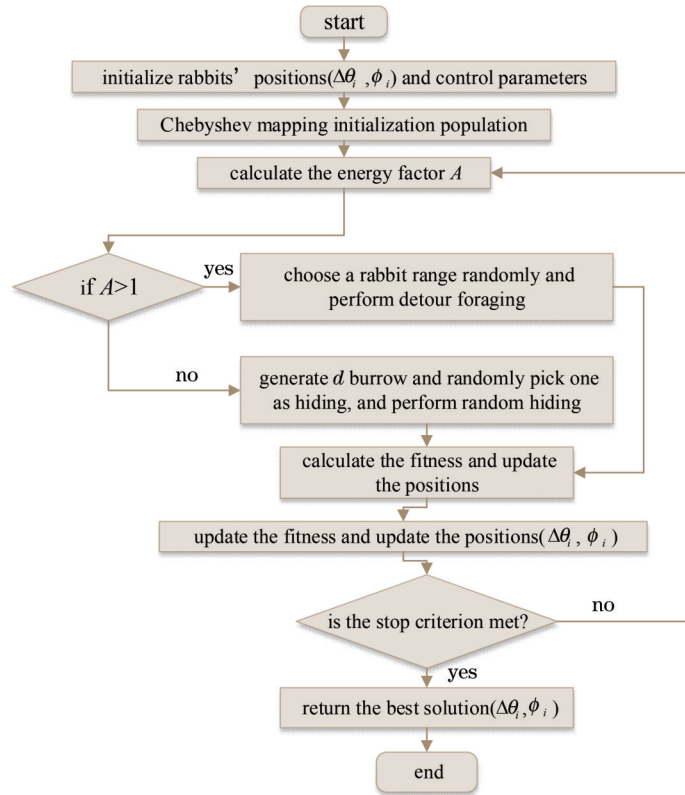 start
initialize rabbits’ positions(Δθi ,ϕi) and control parameters
Chebyshev mapping initialization population
calculate the energy factor A
if A>1
yes
choose a rabbit range randomly and
perform detour foraging
no
generate d burrow and randomly pick one
as hiding, and perform random hiding
calculate the fitness and update
the positions
update the fitness and update the positions(Δθi, ϕi)
is the stop criterion met?
no
yes
return the best solution(Δθi,ϕi)
end